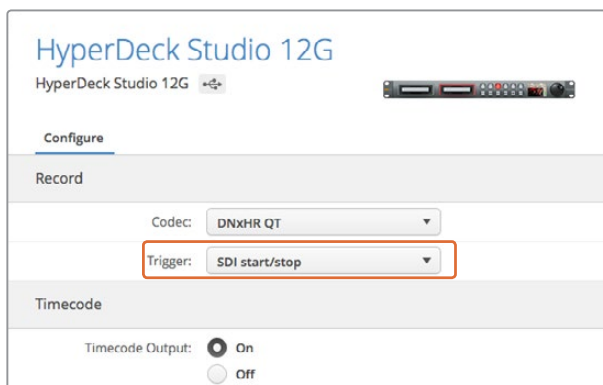 HyperDeck Studio 12G
HyperDeck Studio 12G
Configure
Record
Codec: DNxHR QT
Trigger: SDI start/stop
Timecode
Timecode Output: On
Off